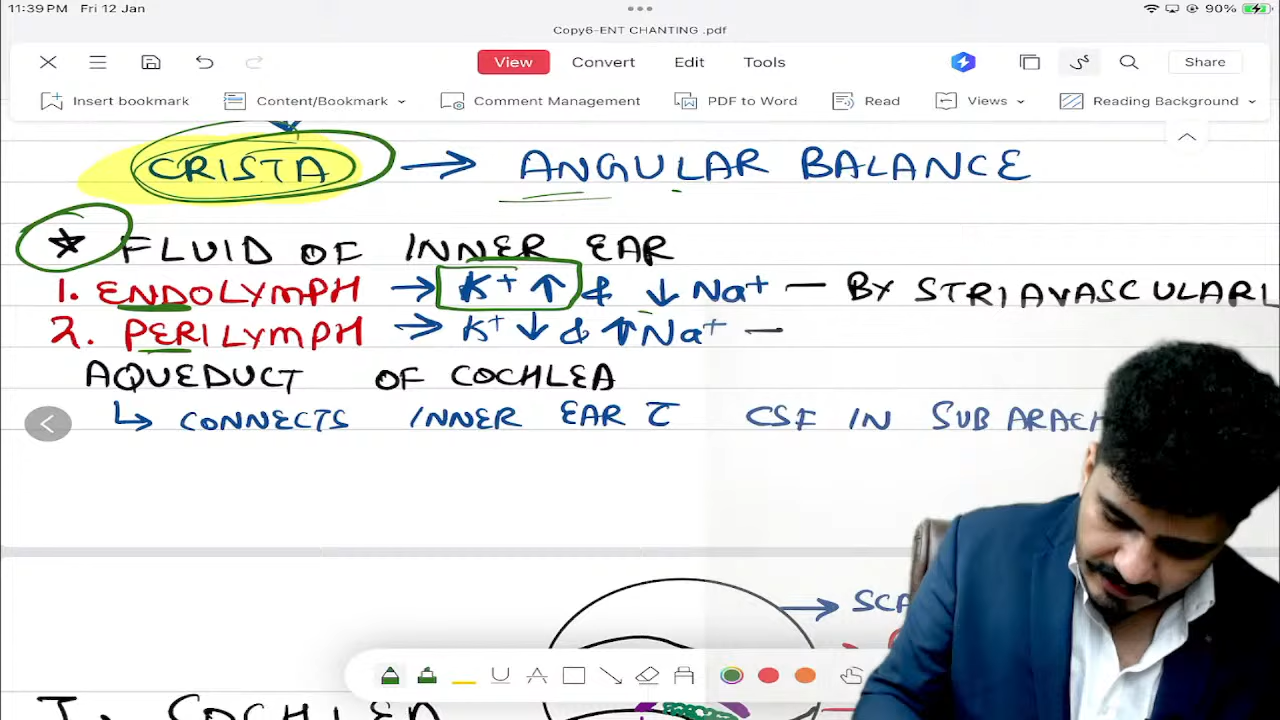 11:39 PM Fri 12 Jan 90%
Copy6-ENT CHANTING .pdf
View Convert Edit Tools Share
Insert bookmark Content/Bookmark Comment Management PDF to Word Read Views Reading Background
CRISTA → ANGULAR BALANCE
☆ FLUID OF INNER EAR
1. ENDOLYMPH → K+ ↑ & ↓ Na+ — BY STRIAVASCULARI
2. PERILYMPH → K+ ↓ & ↑ Na+ —
AQUEDUCT OF COCHLEA
↳ CONNECTS INNER EAR C̅ CSF IN SUB ARACH
→ SCA
I. COCHLEA